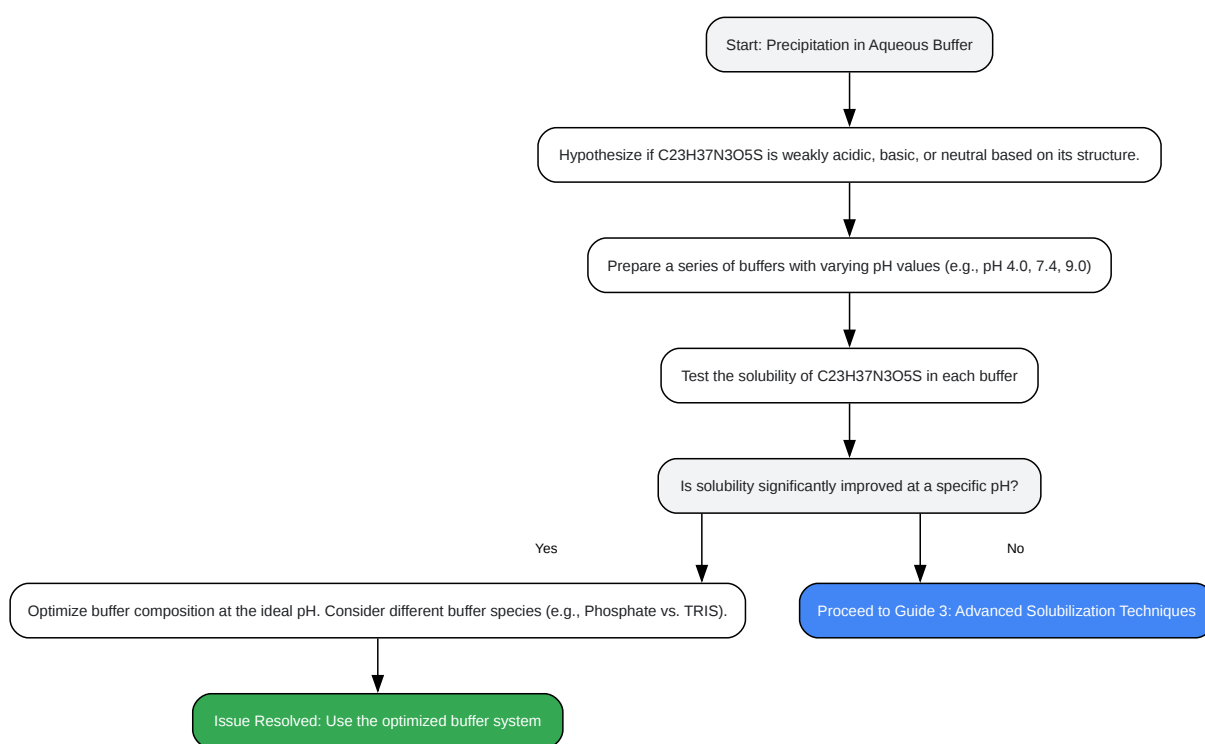 Start: Precipitation in Aqueous Buffer
Hypothesize if C23H37N3O5S is weakly acidic, basic, or neutral based on its structure.
Prepare a series of buffers with varying pH values (e.g., pH 4.0, 7.4, 9.0)
Test the solubility of C23H37N3O5S in each buffer
Is solubility significantly improved at a specific pH?
Yes
No
Optimize buffer composition at the ideal pH. Consider different buffer species (e.g., Phosphate vs. TRIS).
Proceed to Guide 3: Advanced Solubilization Techniques
Issue Resolved: Use the optimized buffer system